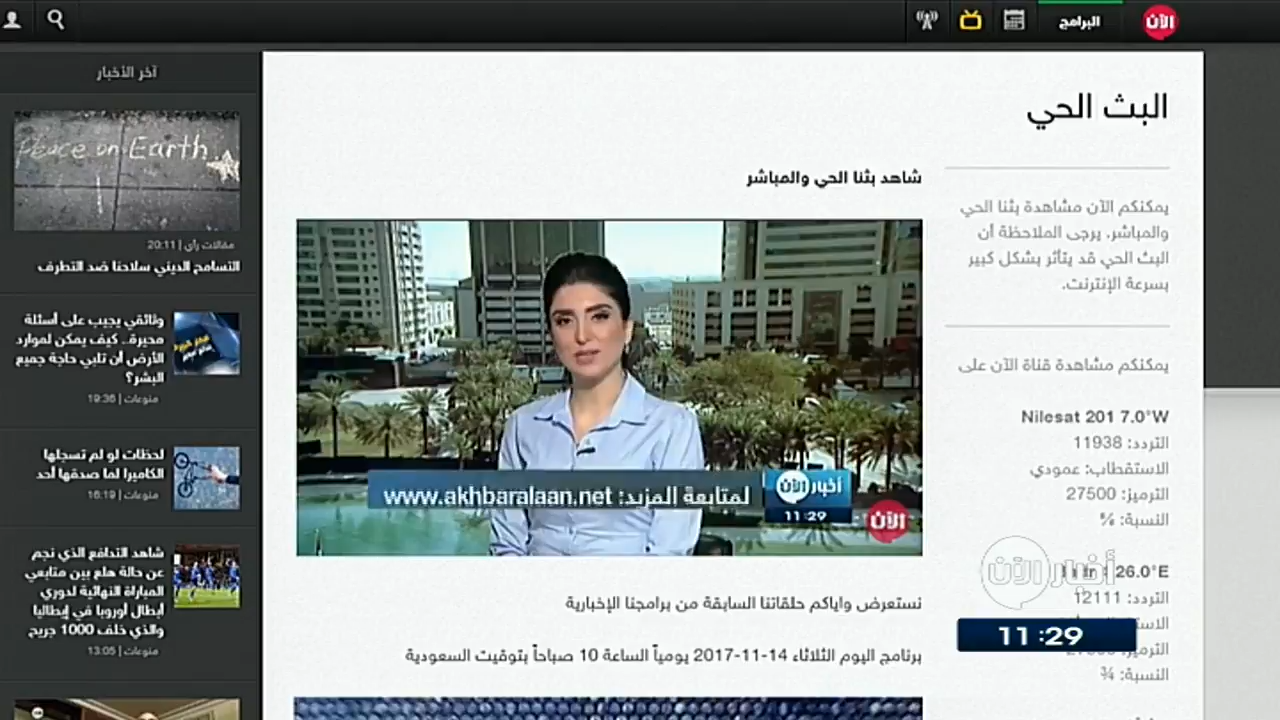 الآن
البرامج
البث الحي
يمكنكم الآن مشاهدة بثنا الحي
والمباشر. يرجى الملاحظة أن
البث الحي قد يتأثر بشكل كبير
بسرعة الإنترنت.
يمكنكم مشاهدة قناة الآن على
Nilesat 201 7.0°W
التردد: 11938
الاستقطاب: عمودي
الترميز: 27500
النسبة: ¾
26.0°E
التردد: 12111
النسبة: ¾
أخبار الآن
11:29
شاهد بثنا الحي والمباشر
لمتابعة المزيد: www.akhbaralaan.net
أخبار الآن
11:29
الآن
نستعرض واياكم حلقاتنا السابقة من برامجنا الإخبارية
برنامج اليوم الثلاثاء 14-11-2017 يومياً الساعة 10 صباحاً بتوقيت السعودية
آخر الأخبار
Peace on Earth
مقالات رأي | 20:11
التسامح الديني سلاحنا ضد التطرف
وثائقي يجيب على أسئلة
محيرة.. كيف يمكن لموارد
الأرض أن تلبي حاجة جميع
البشر؟
منوعات | 19:36
لحظات لو لم تسجلها
الكاميرا لما صدقها أحد
منوعات | 16:19
شاهد التدافع الذي نجم
عن حالة هلع بين متابعي
المباراة النهائية لدوري
أبطال أوروبا في إيطاليا
والذي خلف 1000 جريح
منوعات | 13:05